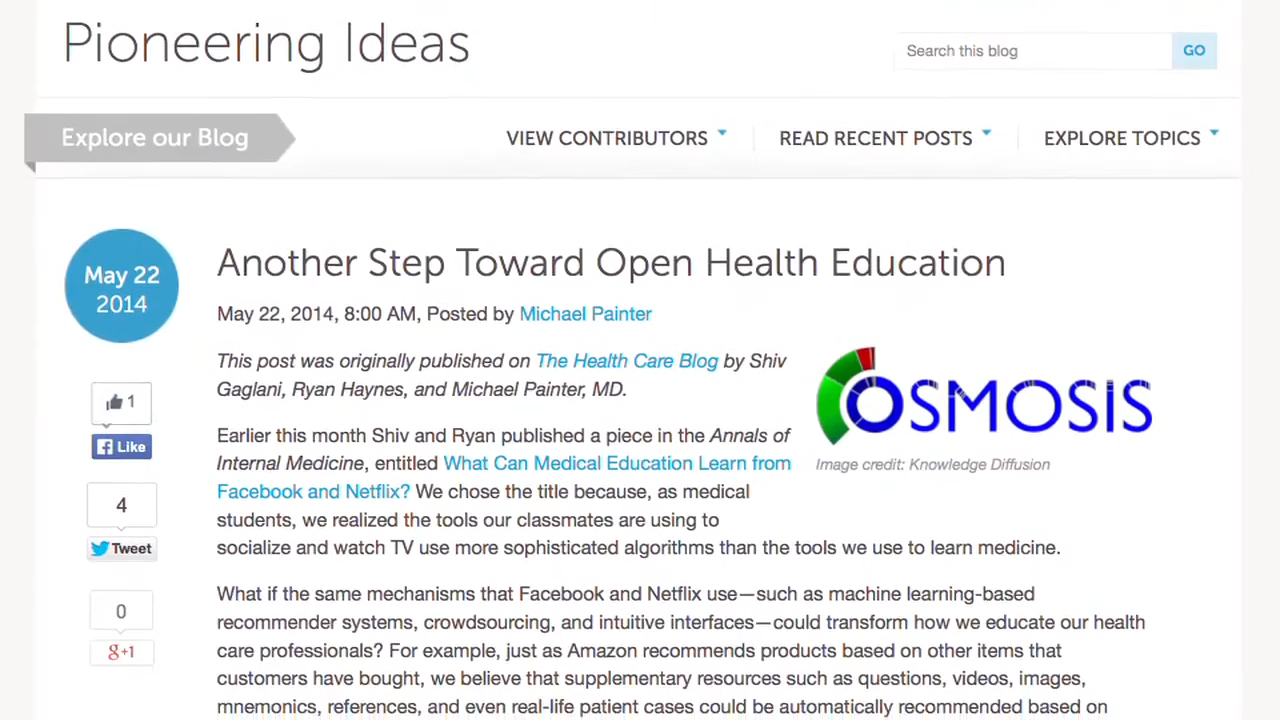 Pioneering Ideas
Search this blog
GO
Explore our Blog
VIEW CONTRIBUTORS
READ RECENT POSTS
EXPLORE TOPICS
May 22
2014
Another Step Toward Open Health Education
May 22, 2014, 8:00 AM, Posted by Michael Painter
This post was originally published on The Health Care Blog by Shiv
Gaglani, Ryan Haynes, and Michael Painter, MD.
OSMOSIS
Image credit: Knowledge Diffusion
1
Like
4
Tweet
0
g+1
Earlier this month Shiv and Ryan published a piece in the Annals of
Internal Medicine, entitled What Can Medical Education Learn from
Facebook and Netflix? We chose the title because, as medical
students, we realized the tools our classmates are using to
socialize and watch TV use more sophisticated algorithms than the tools we use to learn medicine.
What if the same mechanisms that Facebook and Netflix use—such as machine learning-based
recommender systems, crowdsourcing, and intuitive interfaces—could transform how we educate our health
care professionals? For example, just as Amazon recommends products based on other items that
customers have bought, we believe that supplementary resources such as questions, videos, images,
mnemonics, references, and even real-life patient cases could be automatically recommended based on